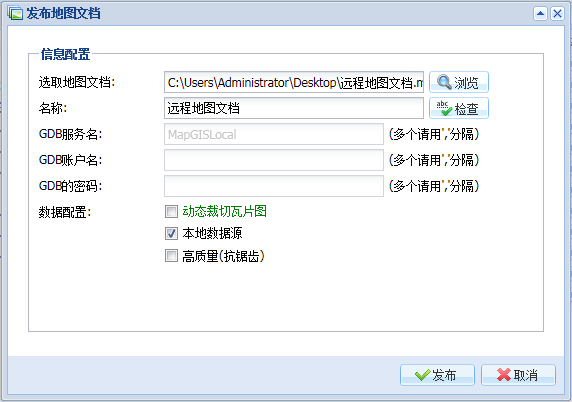 发布地图文档
信息配置
选取地图文档: C:\Users\Administrator\Desktop\远程地图文档.m 浏览
名称: 远程地图文档 abc 检查
GDB服务名: MapGISLocal (多个请用','分隔)
GDB账户名: (多个请用','分隔)
GDB的密码: (多个请用','分隔)
数据配置: 动态裁切瓦片图
本地数据源
高质量(抗锯齿)
发布 取消